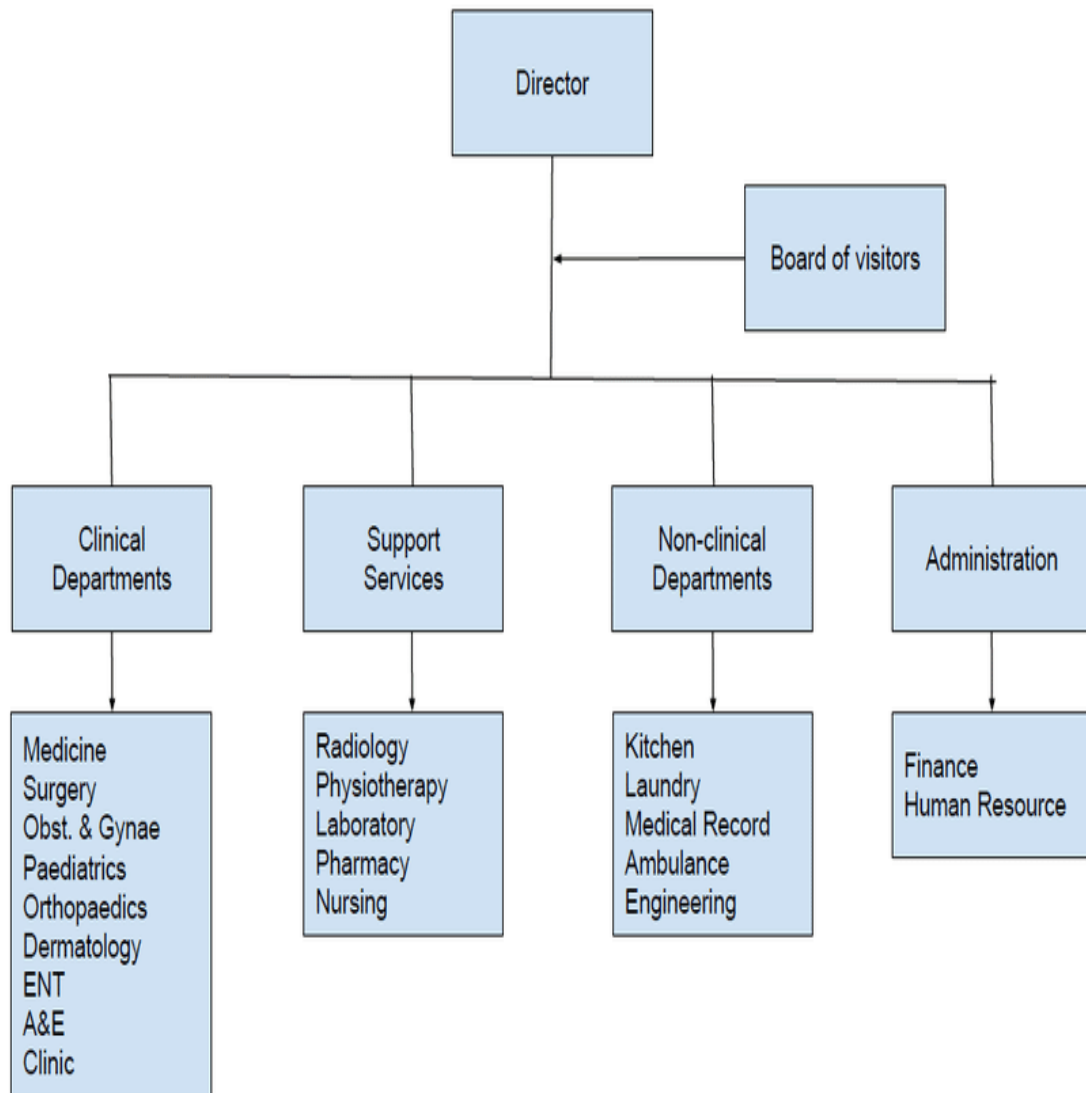 Director
Board of visitors
Clinical
Departments
Support
Services
Non-clinical
Departments
Administration
Medicine
Surgery
Obst. & Gynae
Paediatrics
Orthopaedics
Dermatology
ENT
A&E
Clinic
Radiology
Physiotherapy
Laboratory
Pharmacy
Nursing
Kitchen
Laundry
Medical Record
Ambulance
Engineering
Finance
Human Resource